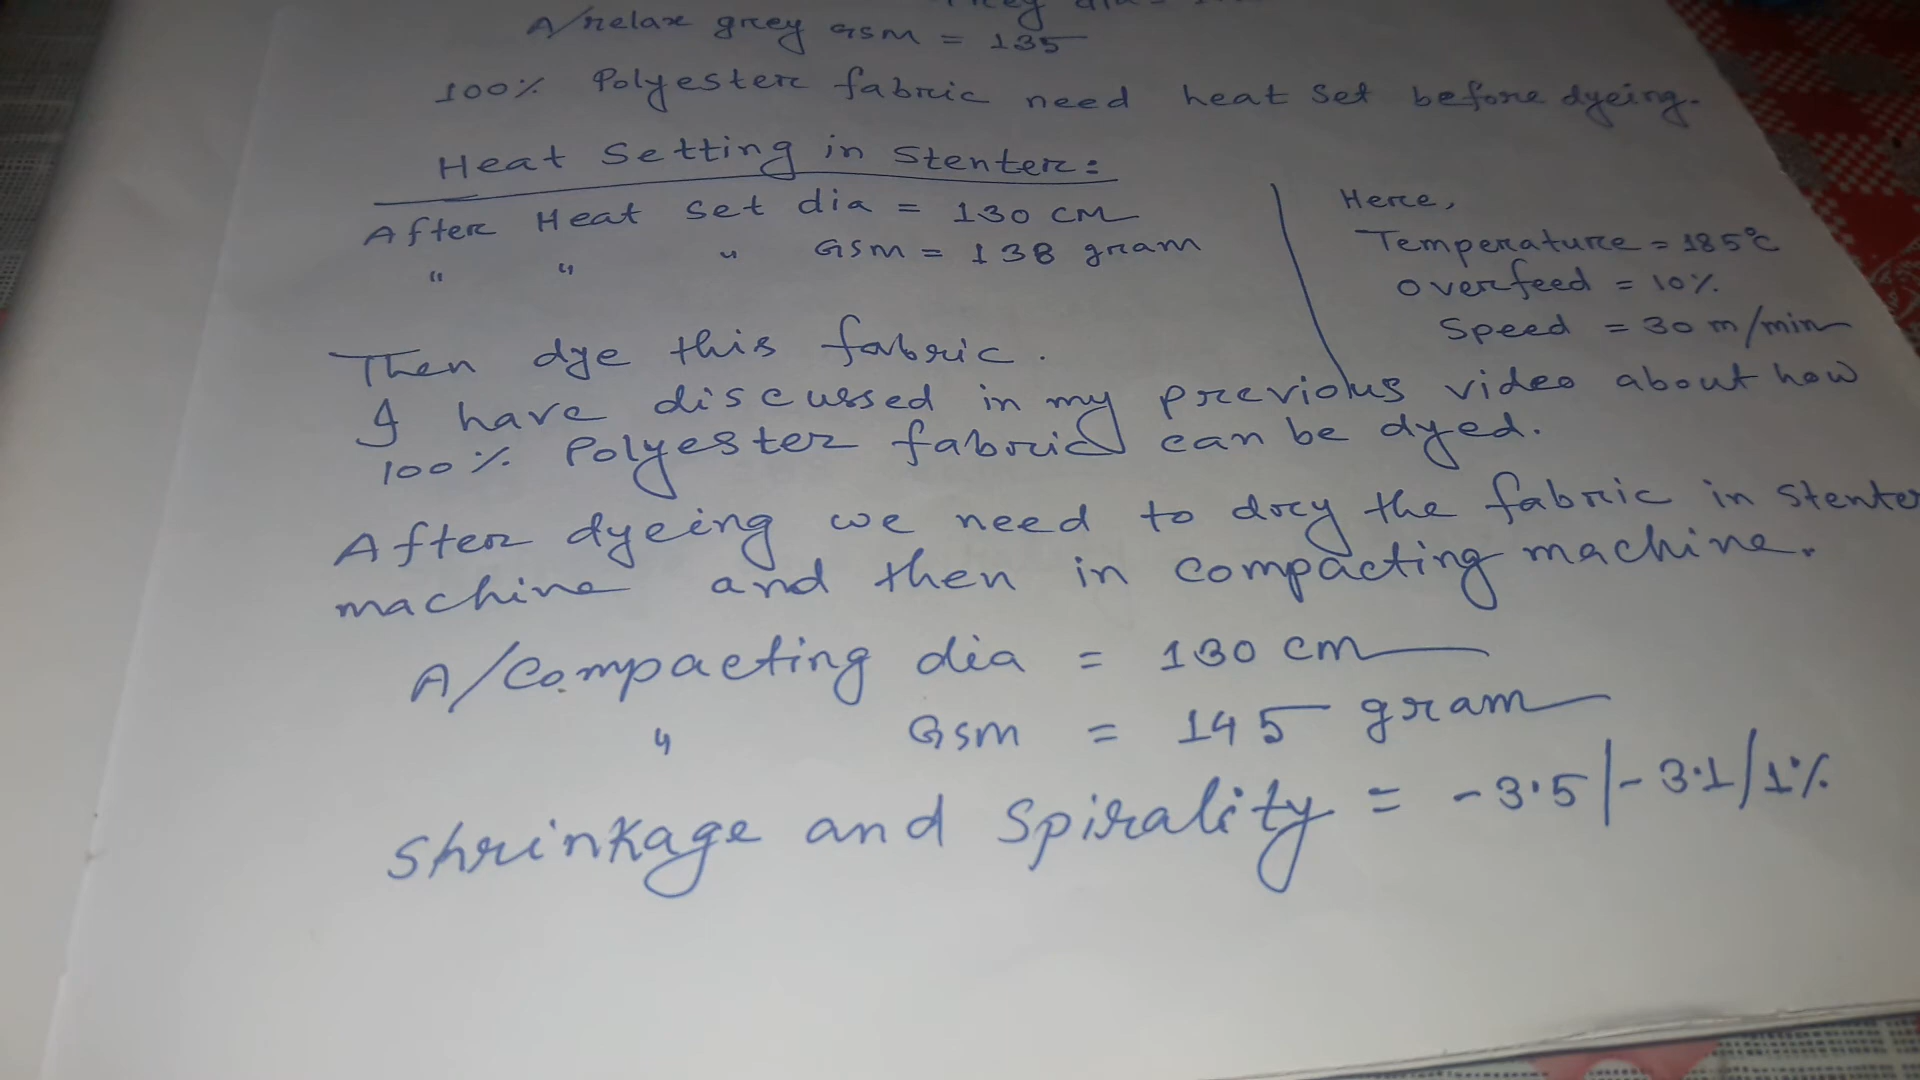 A/relax grey GSM = 135
100% Polyester fabric need heat set before dyeing.
Heat Setting in Stenter:
After Heat Set dia = 130 cm
" " " GSM = 138 gram
Here,
Temperature = 185°C
Overfeed = 10%.
Speed = 30 m/min
Then dye this fabric.
I have discussed in my previous video about how
100% Polyester fabric can be dyed.
After dyeing we need to dry the fabric in Stenter
machine and then in compacting machine.
A/Compacting dia = 130 cm
" GSM = 145 gram
Shrinkage and Spirality = -3.5/-3.1/1%